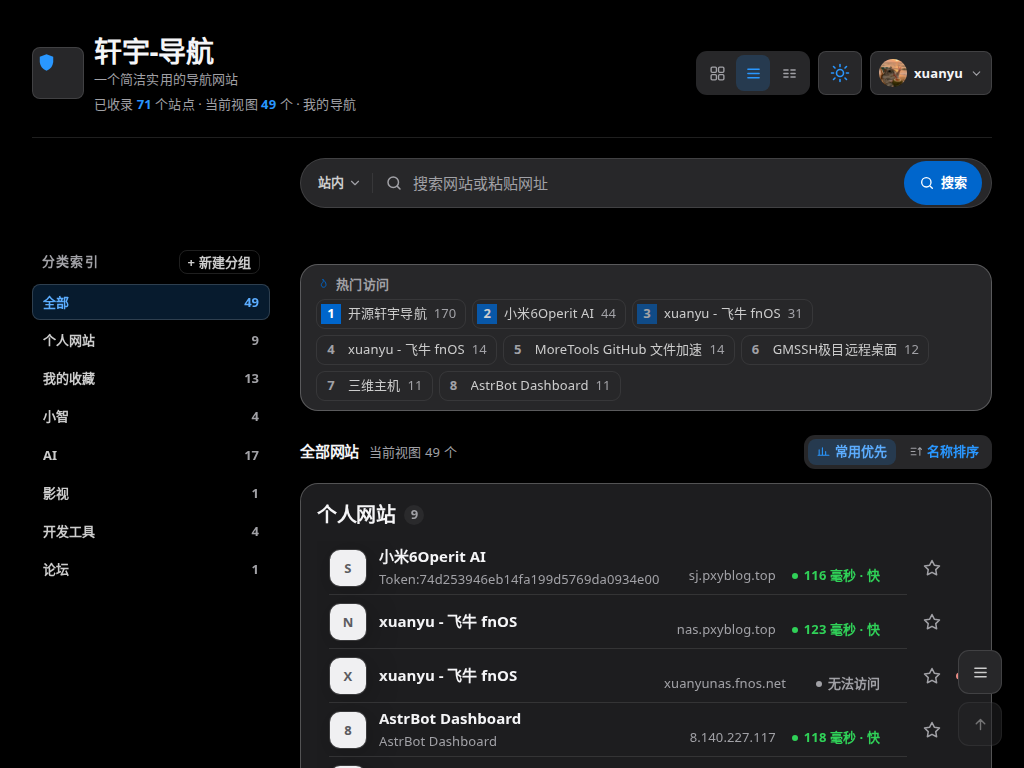 轩宇-导航
一个简洁实用的导航网站
已收录 71 个站点 · 当前视图 49 个 · 我的导航
xuanyu
站内
搜索网站或粘贴网址
搜索
分类索引
+ 新建分组
全部 49
个人网站 9
我的收藏 13
小智 4
AI 17
影视 1
开发工具 4
论坛 1
热门访问
1 开源轩宇导航 170
2 小米6Operit AI 44
3 xuanyu - 飞牛 fnOS 31
4 xuanyu - 飞牛 fnOS 14
5 MoreTools GitHub 文件加速 14
6 GMSSH极目远程桌面 12
7 三维主机 11
8 AstrBot Dashboard 11
全部网站 当前视图 49 个
常用优先
名称排序
个人网站 9
S
小米6Operit AI
Token:74d253946eb14fa199d5769da0934e00
sj.pxyblog.top
116 毫秒 · 快
N
xuanyu - 飞牛 fnOS
nas.pxyblog.top
123 毫秒 · 快
X
xuanyu - 飞牛 fnOS
xuanyunas.fnos.net
无法访问
8
AstrBot Dashboard
AstrBot Dashboard
8.140.227.117
118 毫秒 · 快